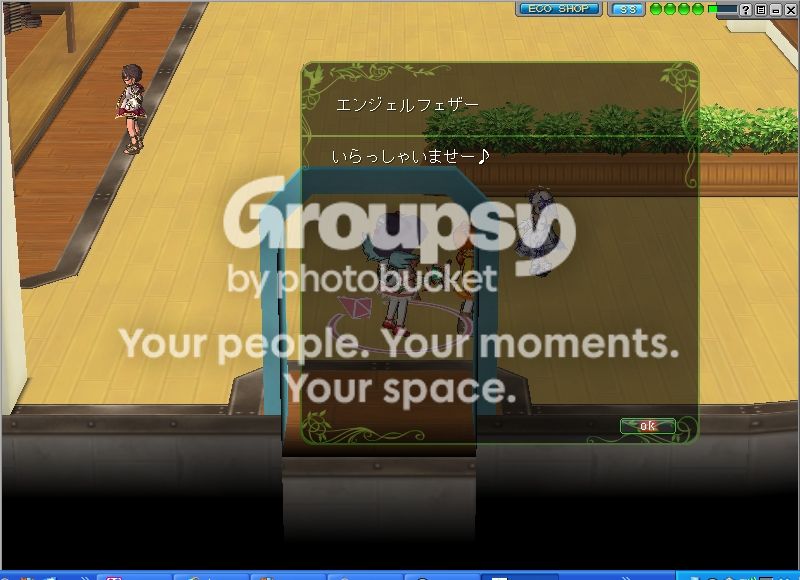 ECO SHOP SS ?
エンジェルフェザー
いらっしゃいませー♪
Groupsy
by photobucket
Your people. Your moments.
Your space.
ok